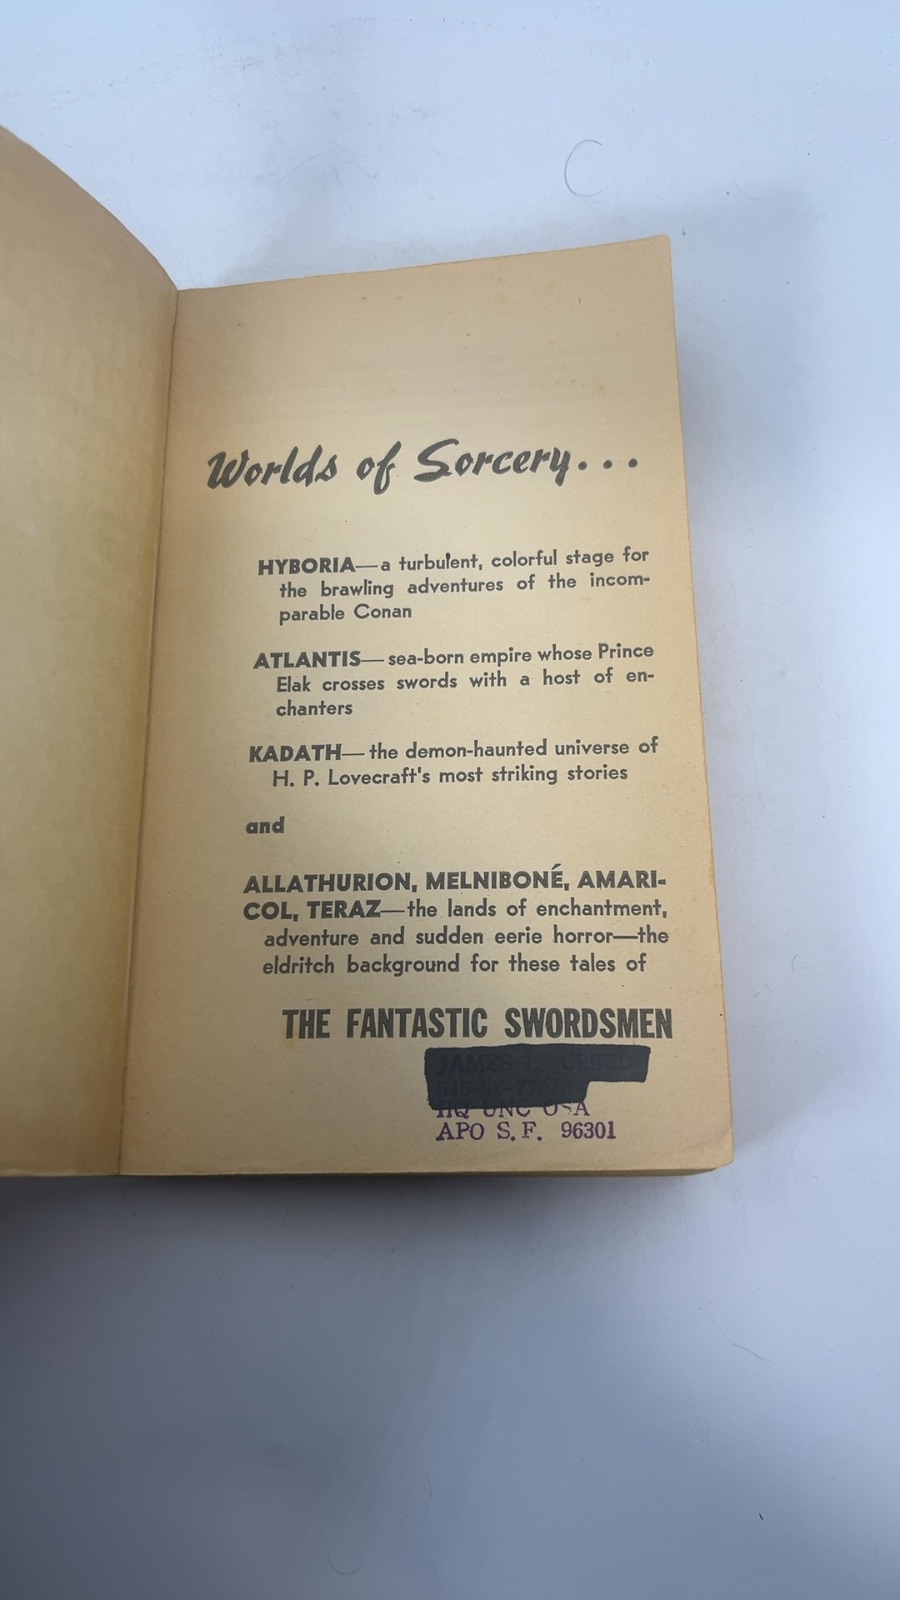 Worlds of Sorcery...
HYBORIA—a turbulent, colorful stage for
the brawling adventures of the incom-
parable Conan
ATLANTIS—sea-born empire whose Prince
Elak crosses swords with a host of en-
chanters
KADATH—the demon-haunted universe of
H. P. Lovecraft's most striking stories
and
ALLATHURION, MELNIBONÉ, AMARI-
COL, TERAZ—the lands of enchantment,
adventure and sudden eerie horror—the
eldritch background for these tales of
THE FANTASTIC SWORDSMEN
HQ UNC USA
APO S.F. 96301